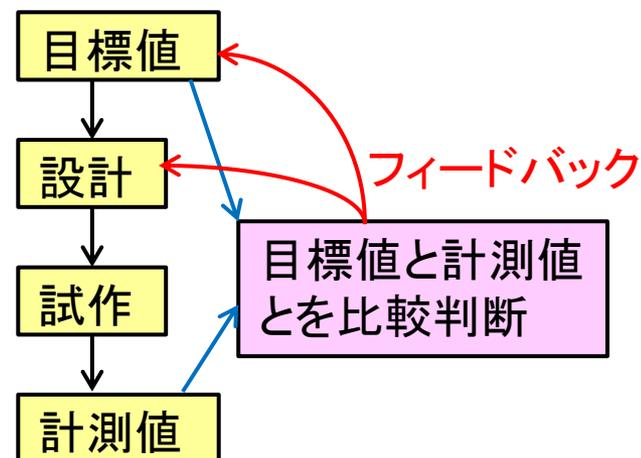 目標値
設計
フィードバック
目標値と計測値
とを比較判断
試作
計測値